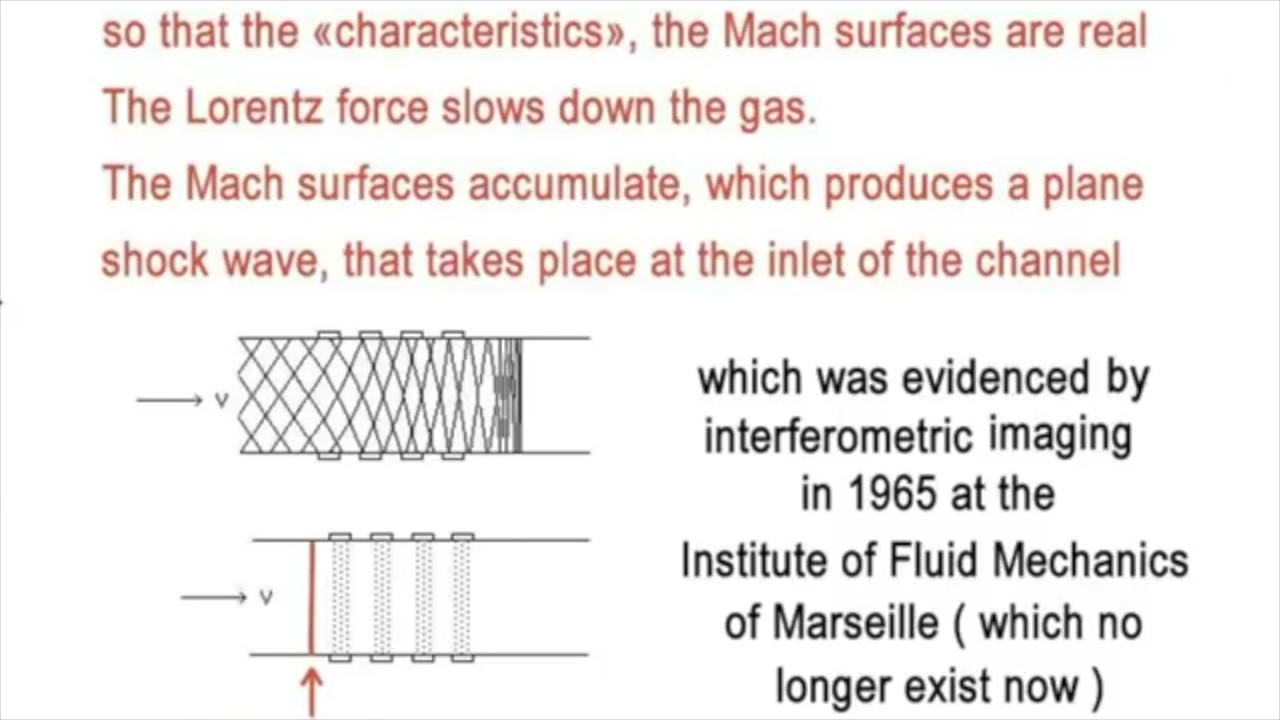 so that the «characteristics», the Mach surfaces are real
The Lorentz force slows down the gas.
The Mach surfaces accumulate, which produces a plane
shock wave, that takes place at the inlet of the channel
which was evidenced by
interferometric imaging
in 1965 at the
Institute of Fluid Mechanics
of Marseille ( which no
longer exist now )
V
V